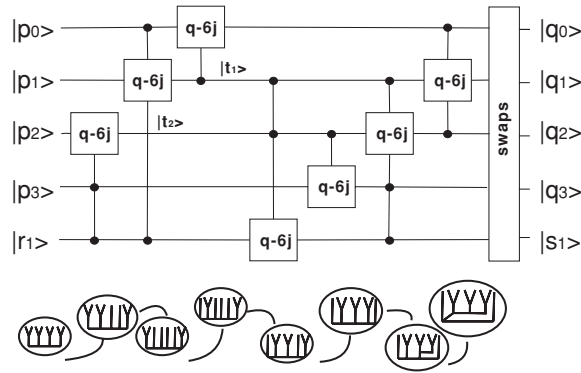 |p0> q-6j |q0>
|p1> q-6j |t1> q-6j |q1>
|p2> q-6j |t2> q-6j |q2>
|p3> q-6j |q3>
|r1> q-6j |s1>
swaps